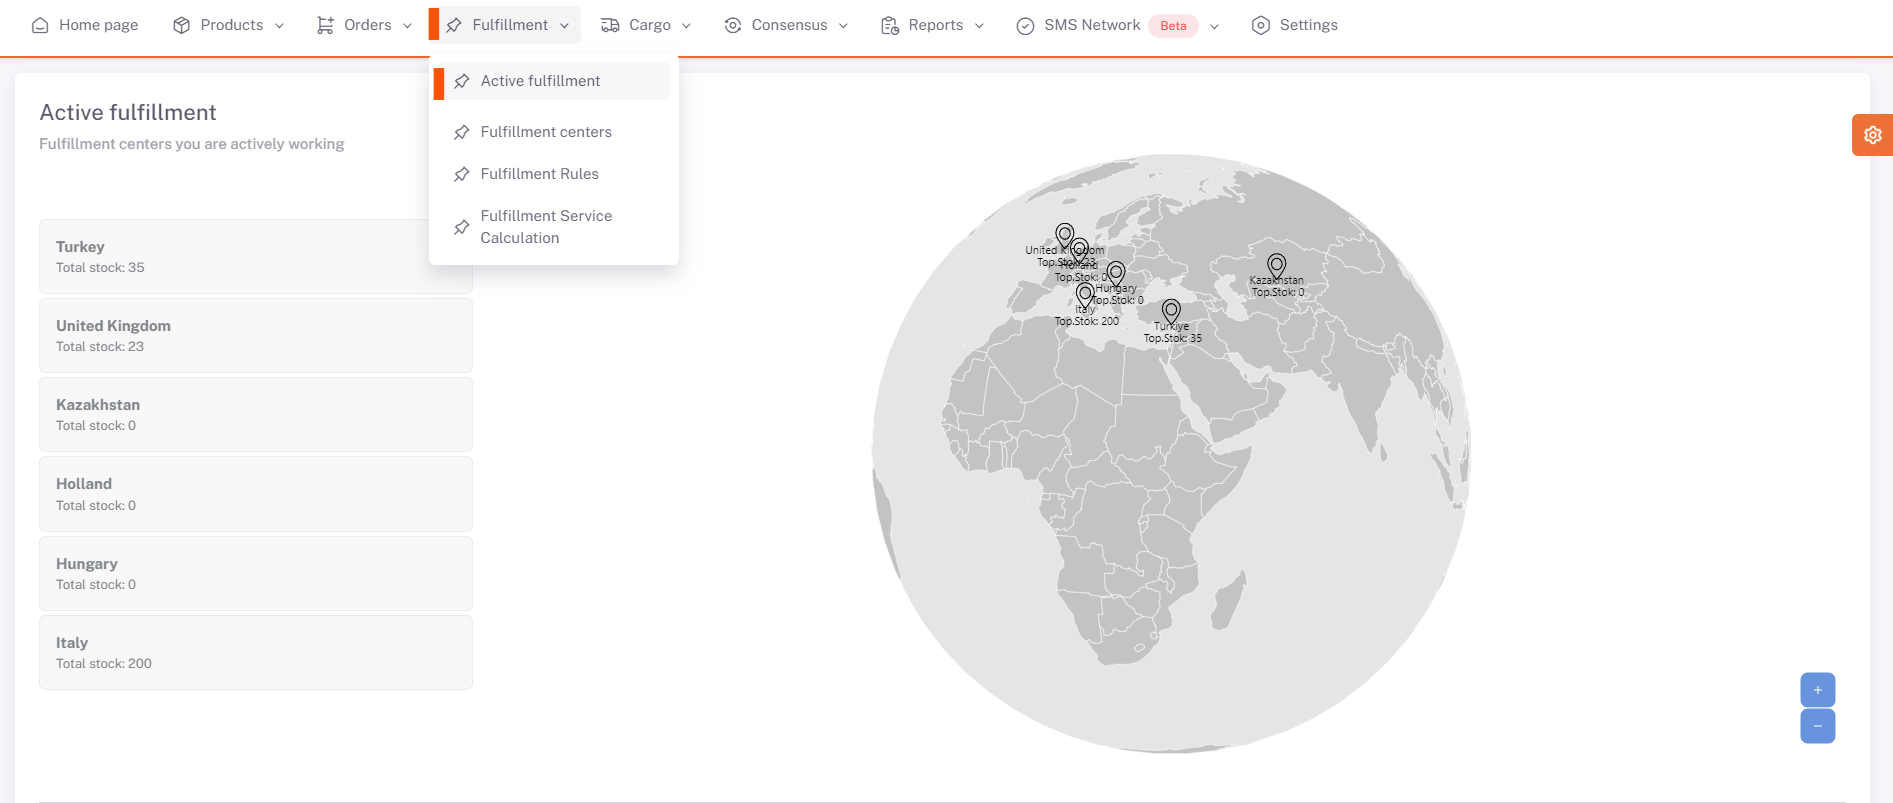 Home page
Products
Orders
Fulfillment
Cargo
Consensus
Reports
SMS Network
Beta
Settings
Active fulfillment
Fulfillment centers
Fulfillment Rules
Fulfillment Service
Calculation
Active fulfillment
Fulfillment centers you are actively working
Turkey
Total stock: 35
United Kingdom
Total stock: 23
Kazakhstan
Total stock: 0
Holland
Total stock: 0
Hungary
Total stock: 0
Italy
Total stock: 200
United Kingdom
Top.Stok: 23
Holland
Top.Stok: 0
Hungary
Top.Stok: 0
Italy
Top.Stok: 200
Türkiye
Top.Stok: 35
Kazakhstan
Top.Stok: 0
+
−